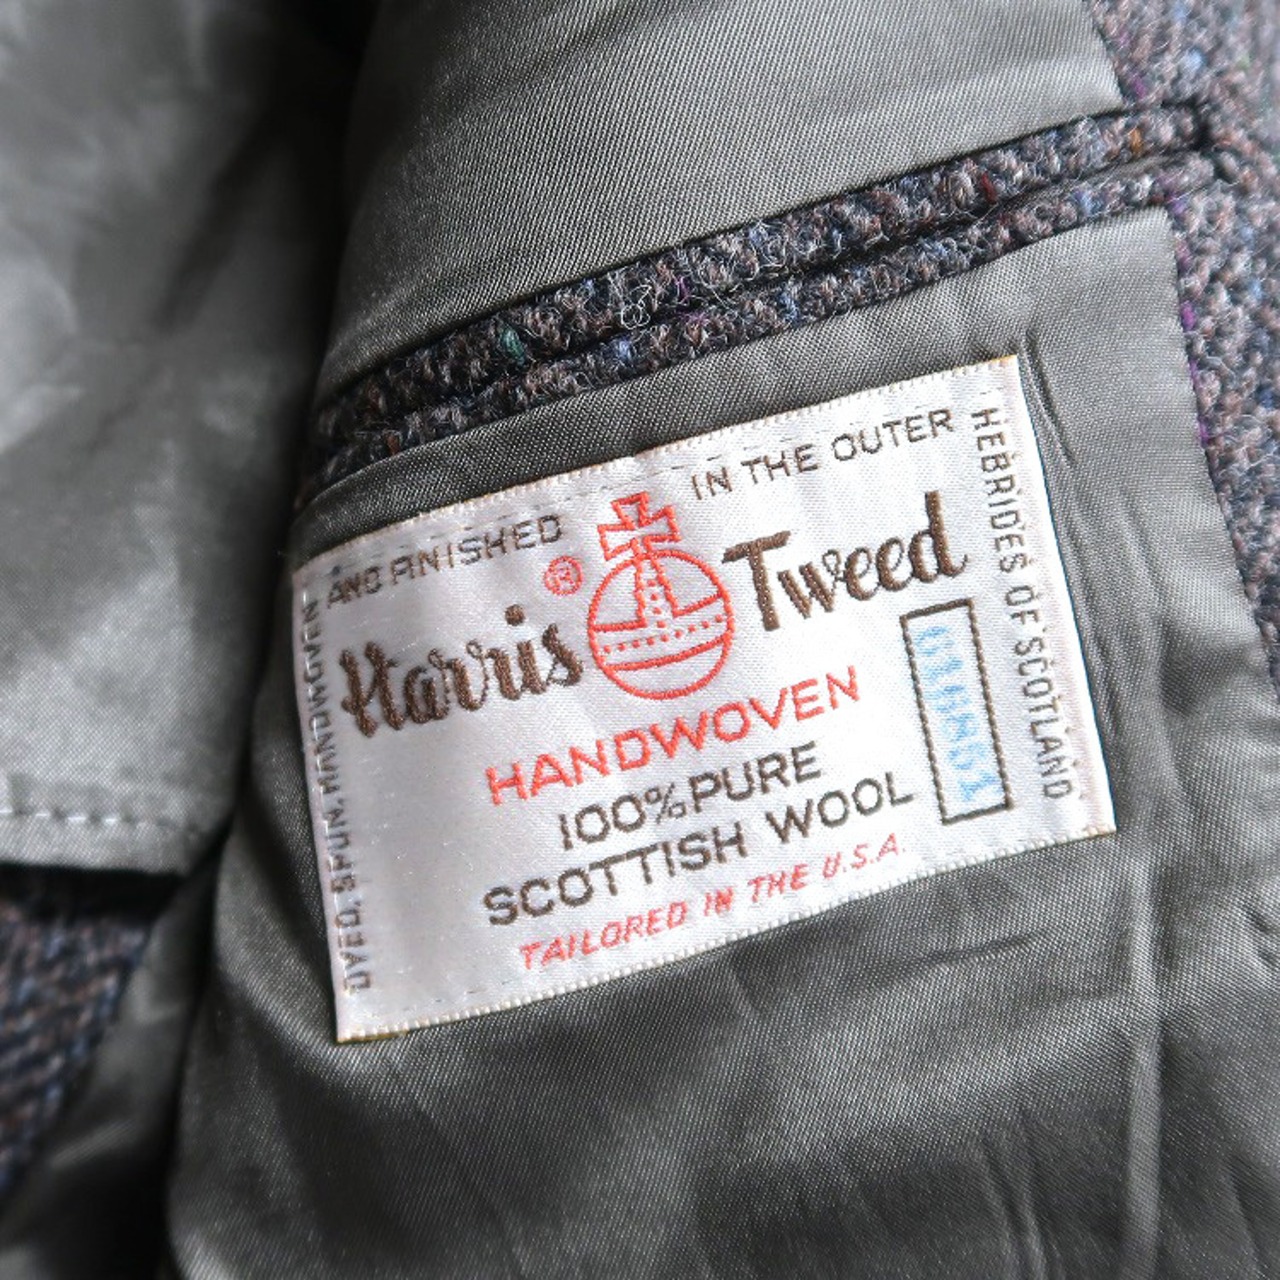 DYED, SPUN, HANDWOVEN
AND FINISHED
IN THE OUTER
HEBRIDES OF SCOTLAND
®
Harris Tweed
HANDWOVEN
100% PURE
SCOTTISH WOOL
TAILORED IN THE U.S.A.